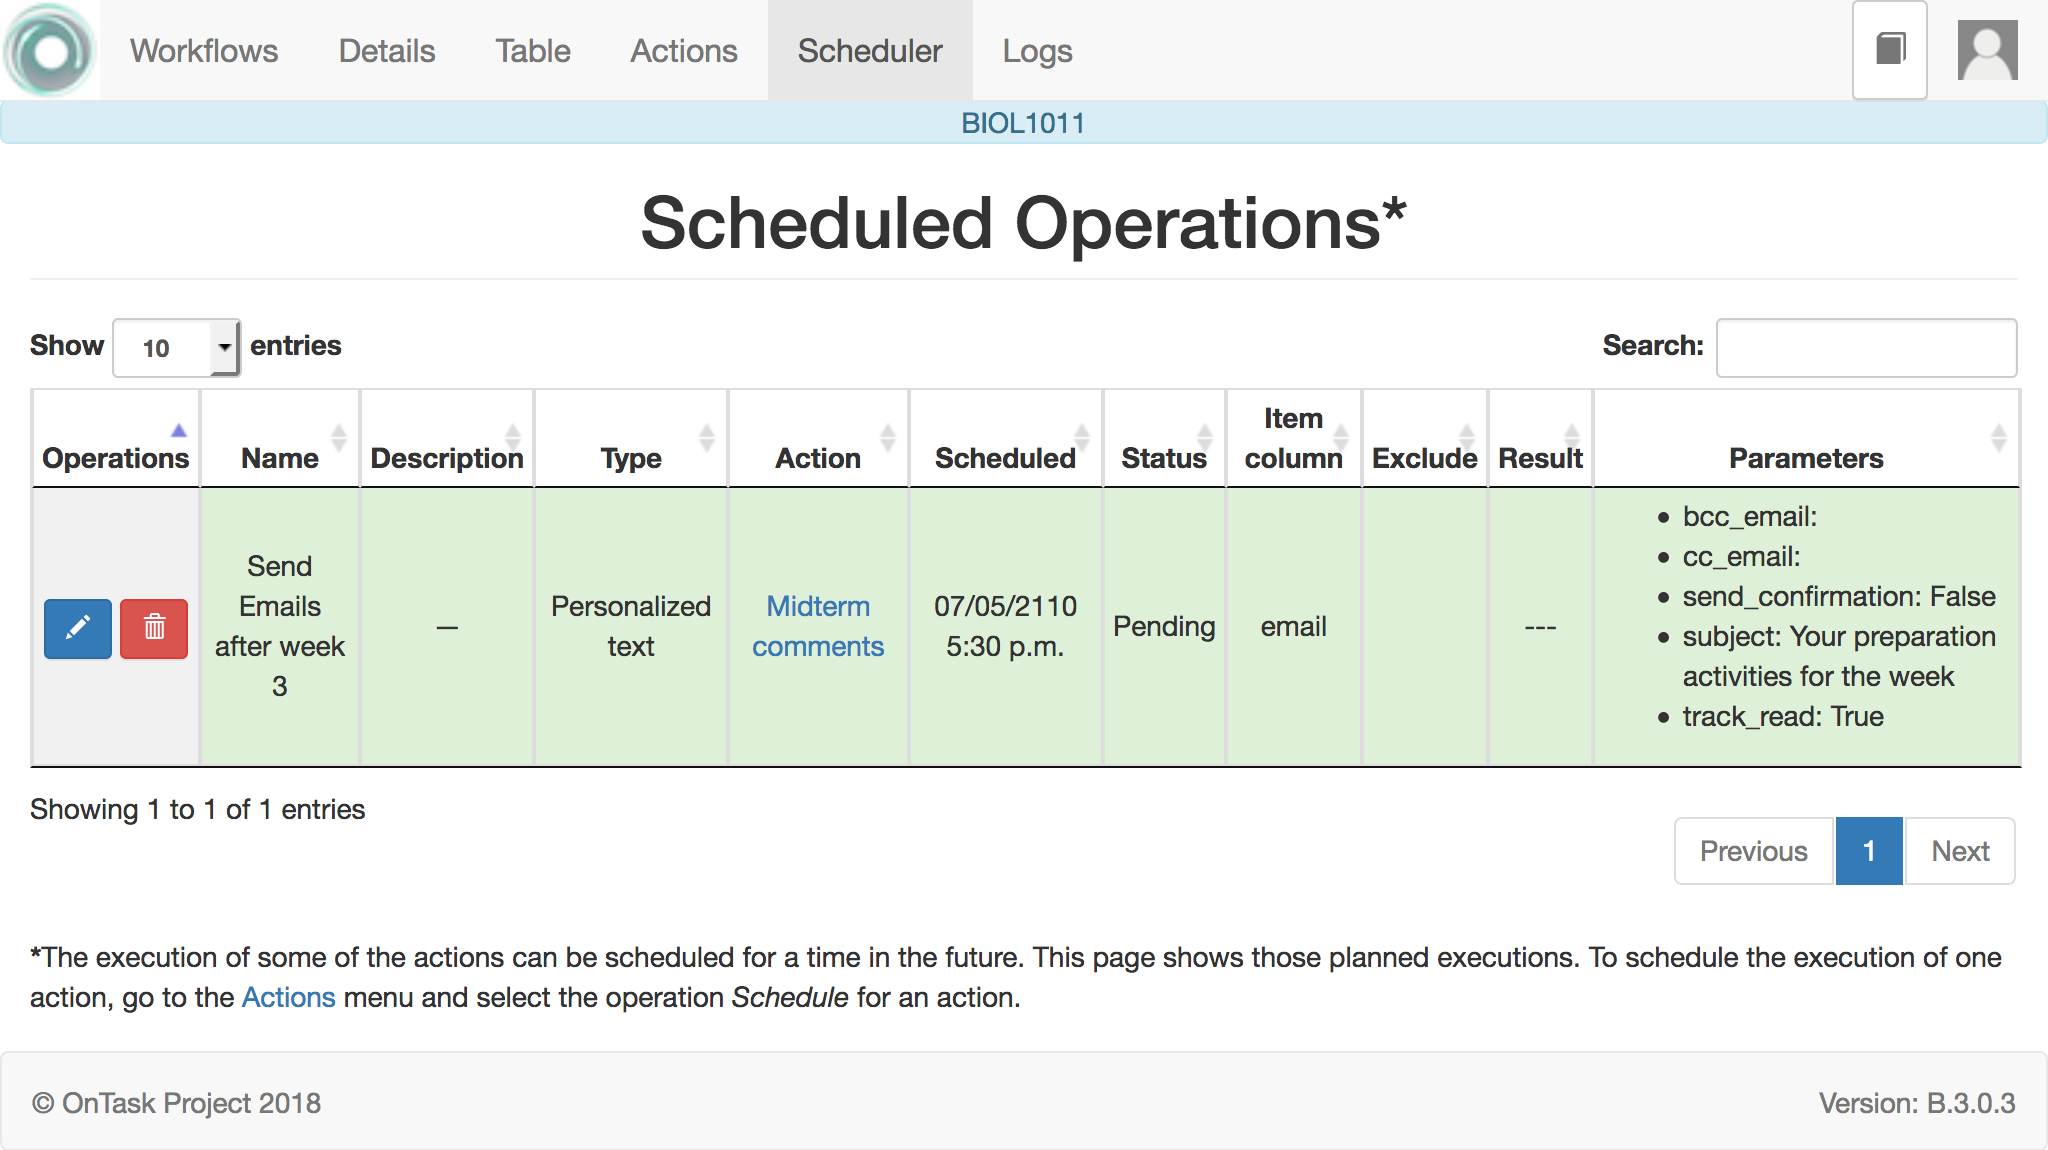 Workflows Details Table Actions Scheduler Logs
BIOL1011
Scheduled Operations*
Show 10 entries
Search:
Operations Name Description Type Action Scheduled Status Item column Exclude Result Parameters
Send Emails after week 3
—
Personalized text
Midterm comments
07/05/2110 5:30 p.m.
Pending
email
---
• bcc_email:
• cc_email:
• send_confirmation: False
• subject: Your preparation
activities for the week
• track_read: True
Showing 1 to 1 of 1 entries
Previous 1 Next
*The execution of some of the actions can be scheduled for a time in the future. This page shows those planned executions. To schedule the execution of one
action, go to the Actions menu and select the operation Schedule for an action.
© OnTask Project 2018
Version: B.3.0.3